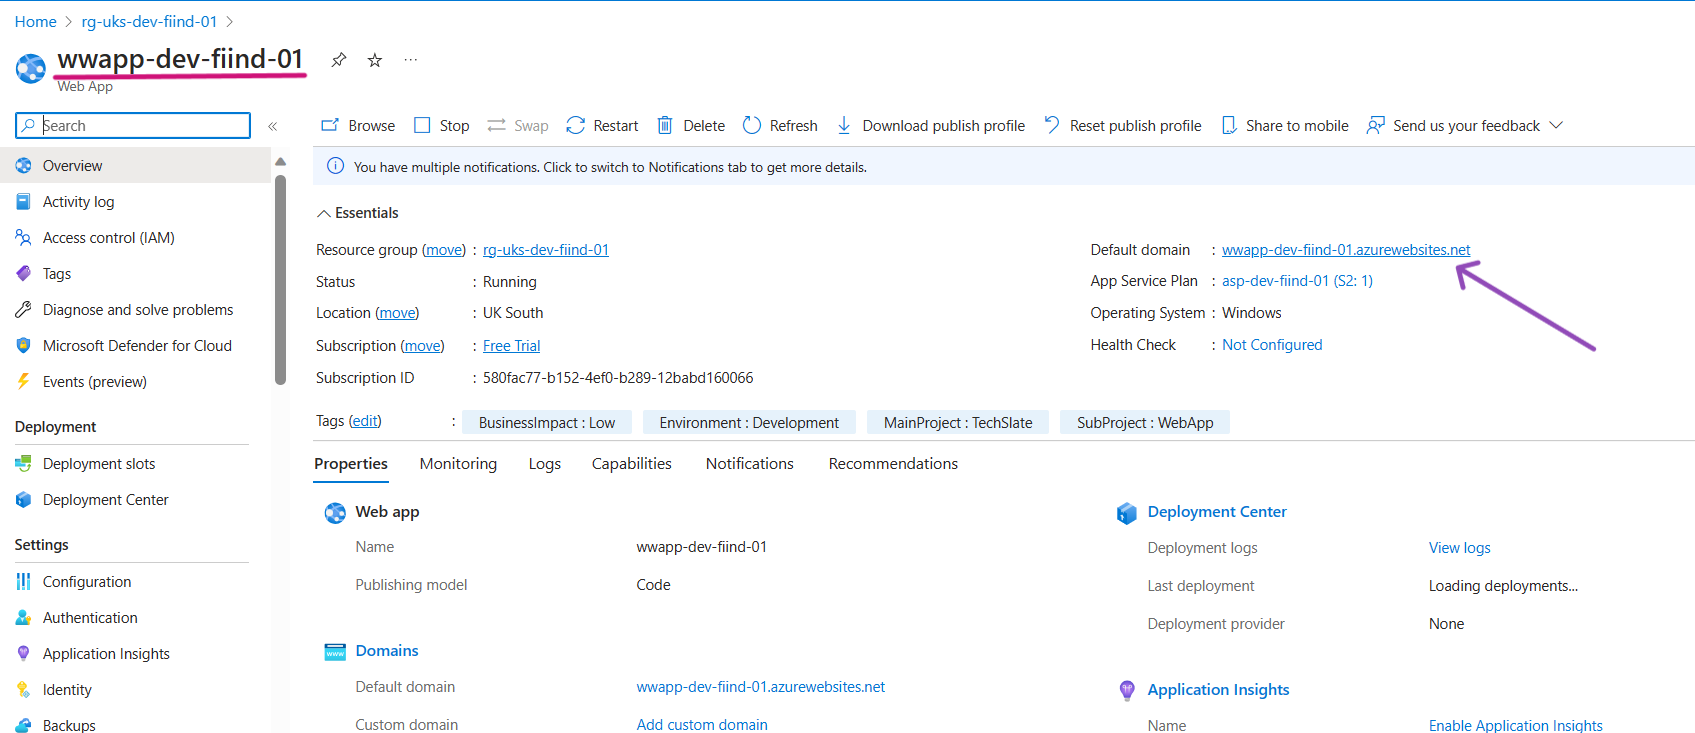 Home > rg-uks-dev-fiind-01 >
wwapp-dev-fiind-01
Web App
Search
«
Browse Stop Swap Restart Delete Refresh Download publish profile Reset publish profile Share to mobile Send us your feedback
You have multiple notifications. Click to switch to Notifications tab to get more details.
Overview
Activity log
Access control (IAM)
Tags
Diagnose and solve problems
Microsoft Defender for Cloud
Events (preview)
Deployment
Deployment slots
Deployment Center
Settings
Configuration
Authentication
Application Insights
Identity
Backups
Essentials
Resource group (move) : rg-uks-dev-fiind-01
Status : Running
Location (move) : UK South
Subscription (move) : Free Trial
Subscription ID : 580fac77-b152-4ef0-b289-12babd160066
Default domain : wwapp-dev-fiind-01.azurewebsites.net
App Service Plan : asp-dev-fiind-01 (S2: 1)
Operating System : Windows
Health Check : Not Configured
Tags (edit) : BusinessImpact : Low Environment : Development MainProject : TechSlate SubProject : WebApp
Properties Monitoring Logs Capabilities Notifications Recommendations
Web app
Name wwapp-dev-fiind-01
Publishing model Code
Domains
Default domain wwapp-dev-fiind-01.azurewebsites.net
Custom domain Add custom domain
Deployment Center
Deployment logs View logs
Last deployment Loading deployments...
Deployment provider None
Application Insights
Name Enable Application Insights